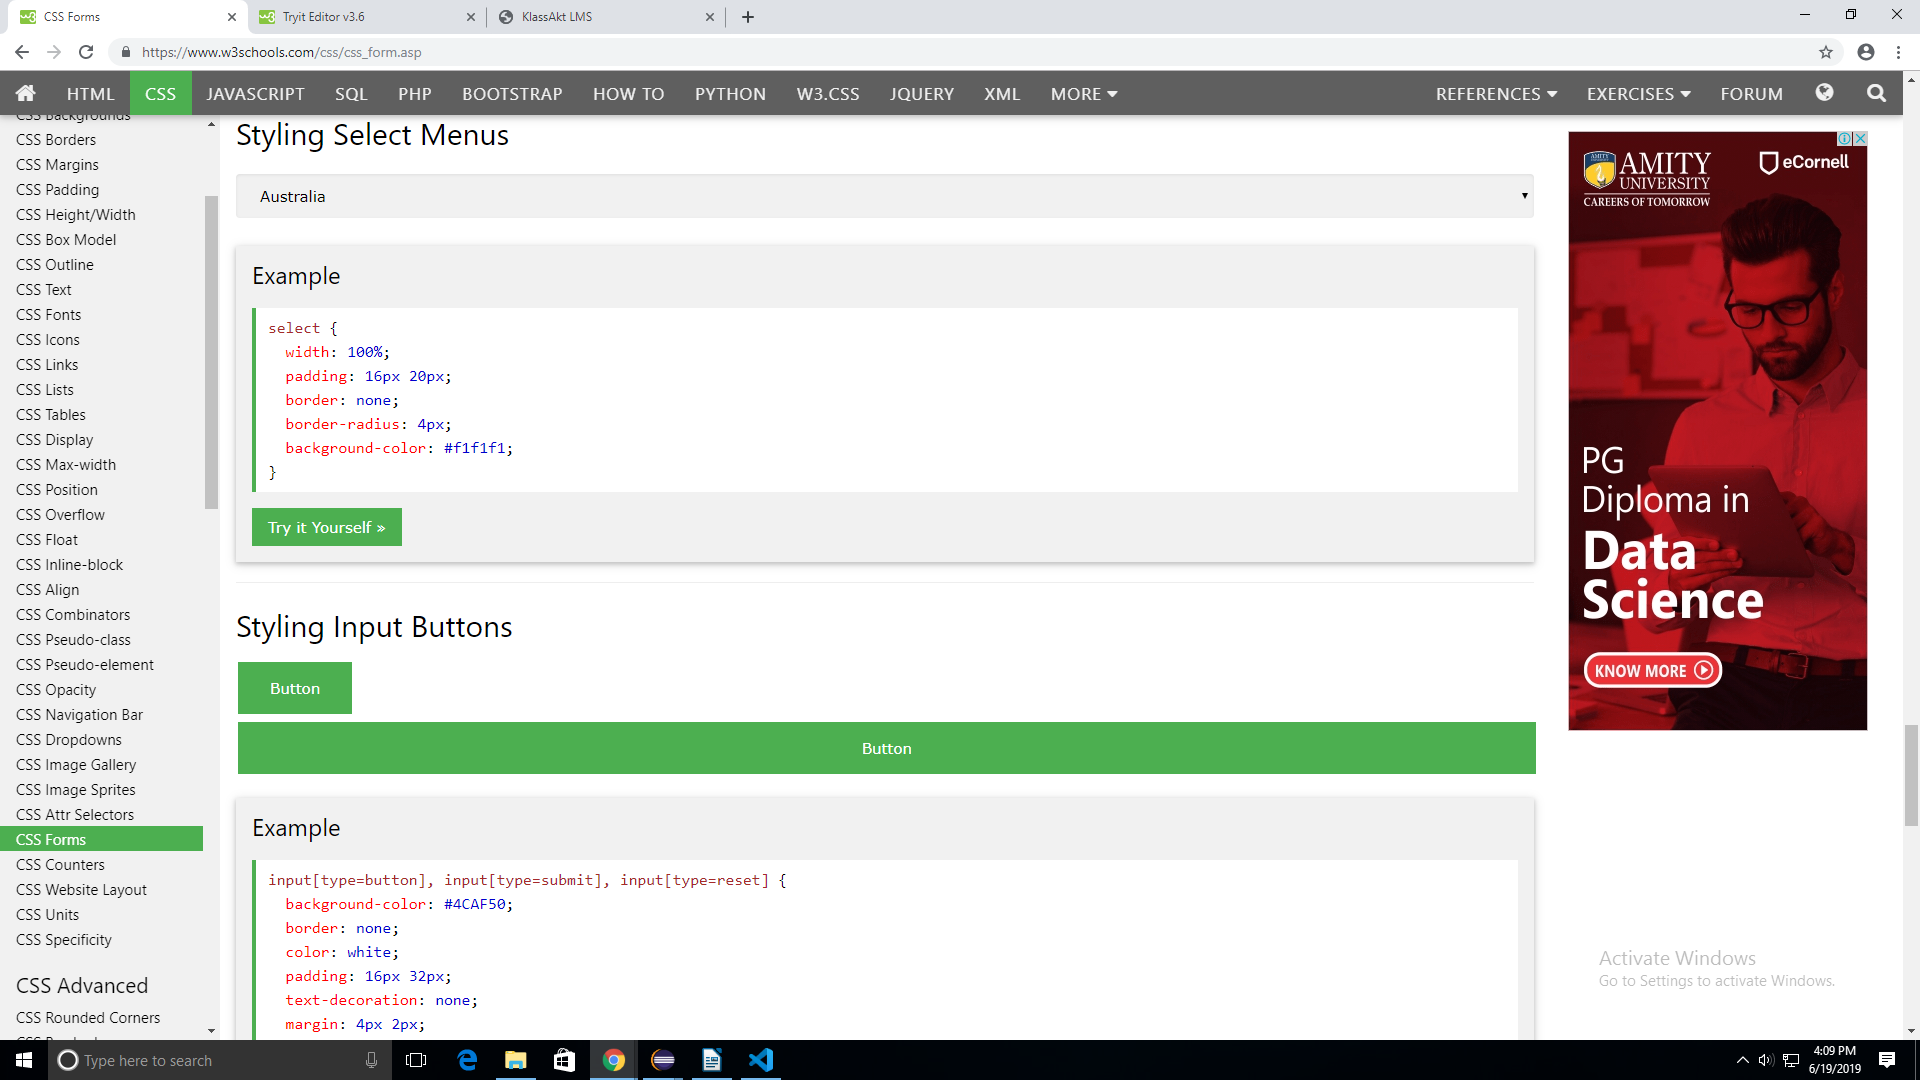 CSS Forms
Tryit Editor v3.6
KlassAkt LMS
https://www.w3schools.com/css/css_form.asp
HTML
CSS
JAVASCRIPT
SQL
PHP
BOOTSTRAP
HOW TO
PYTHON
W3.CSS
JQUERY
XML
MORE
REFERENCES
EXERCISES
FORUM
CSS Backgrounds
CSS Borders
CSS Margins
CSS Padding
CSS Height/Width
CSS Box Model
CSS Outline
CSS Text
CSS Fonts
CSS Icons
CSS Links
CSS Lists
CSS Tables
CSS Display
CSS Max-width
CSS Position
CSS Overflow
CSS Float
CSS Inline-block
CSS Align
CSS Combinators
CSS Pseudo-class
CSS Pseudo-element
CSS Opacity
CSS Navigation Bar
CSS Dropdowns
CSS Image Gallery
CSS Image Sprites
CSS Attr Selectors
CSS Forms
CSS Counters
CSS Website Layout
CSS Units
CSS Specificity
CSS Advanced
CSS Rounded Corners
Styling Select Menus
Australia
Example
select {
width: 100%;
padding: 16px 20px;
border: none;
border-radius: 4px;
background-color: #f1f1f1;
}
Try it Yourself »
Styling Input Buttons
Button
Button
Example
input[type=button], input[type=submit], input[type=reset] {
background-color: #4CAF50;
border: none;
color: white;
padding: 16px 32px;
text-decoration: none;
margin: 4px 2px;
AMITY
UNIVERSITY
CAREERS OF TOMORROW
eCornell
PG
Diploma in
Data
Science
KNOW MORE
Activate Windows
Go to Settings to activate Windows.
Type here to search
4:09 PM
6/19/2019